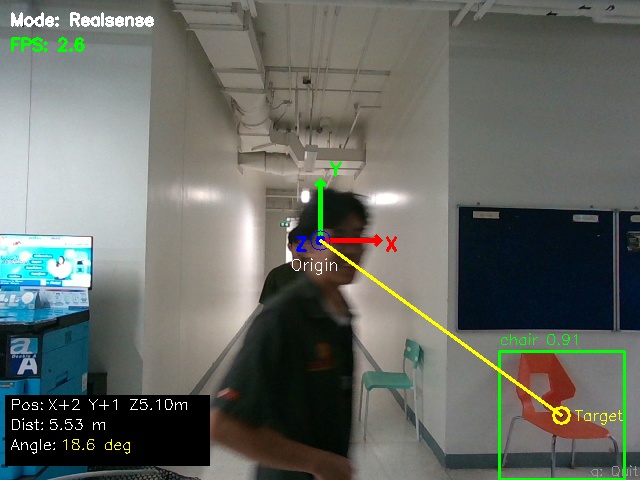 Mode: Realsense
FPS: 2.6
Y
Z
X
Origin
chair 0.91
A
Target
Pos: X+2 Y+1 Z5.10m
Dist: 5.53 m
Angle: 18.6 deg
q: Quit